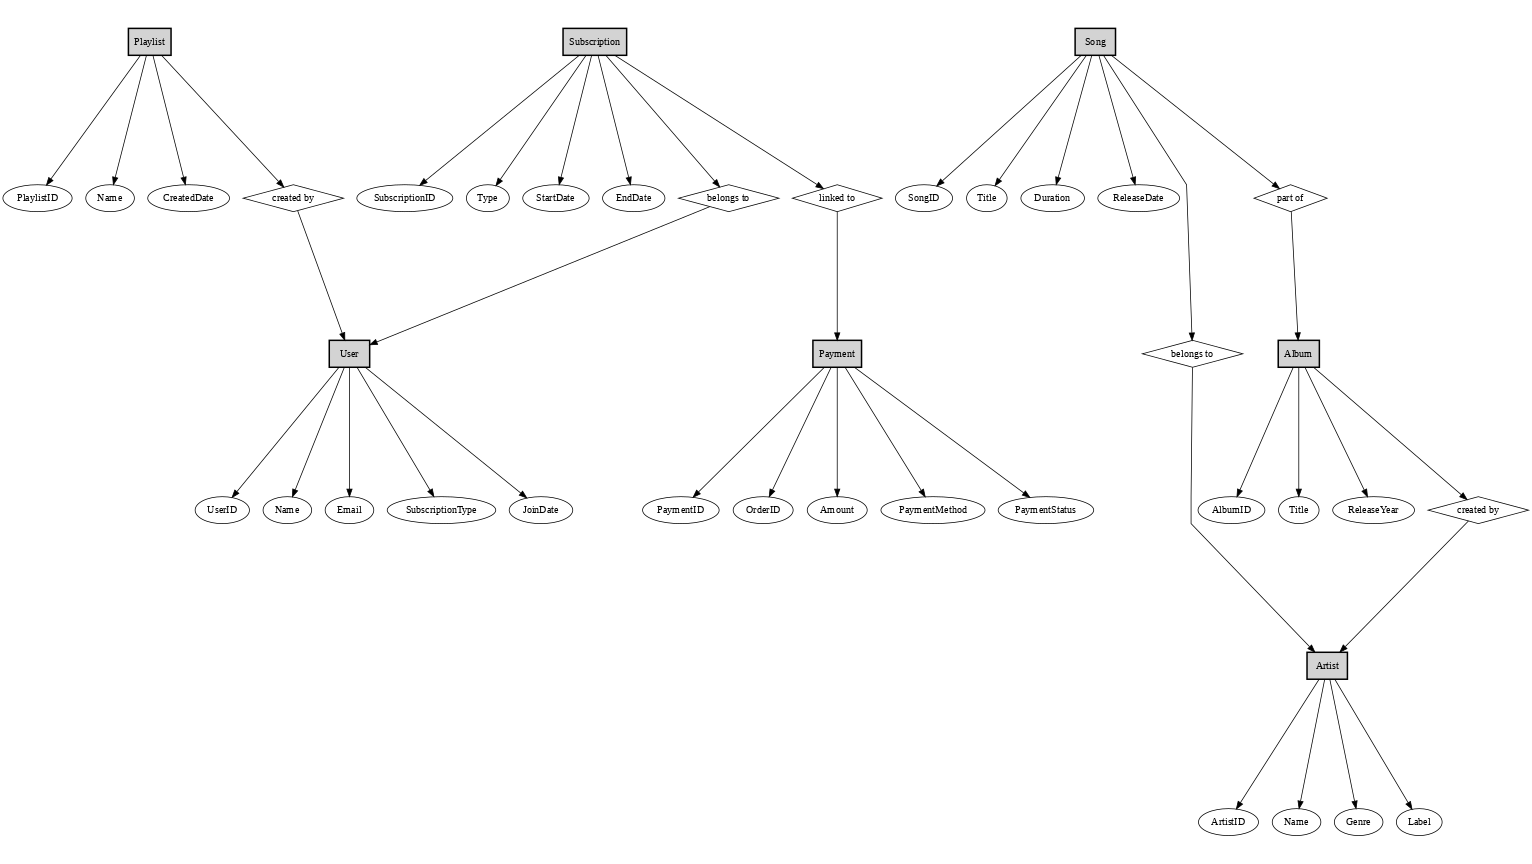 Playlist
Subscription
Song
PlaylistID
Name
CreatedDate
created by
SubscriptionID
Type
StartDate
EndDate
belongs to
linked to
SongID
Title
Duration
ReleaseDate
part of
User
Payment
belongs to
Album
UserID
Name
Email
SubscriptionType
JoinDate
PaymentID
OrderID
Amount
PaymentMethod
PaymentStatus
AlbumID
Title
ReleaseYear
created by
Artist
ArtistID
Name
Genre
Label